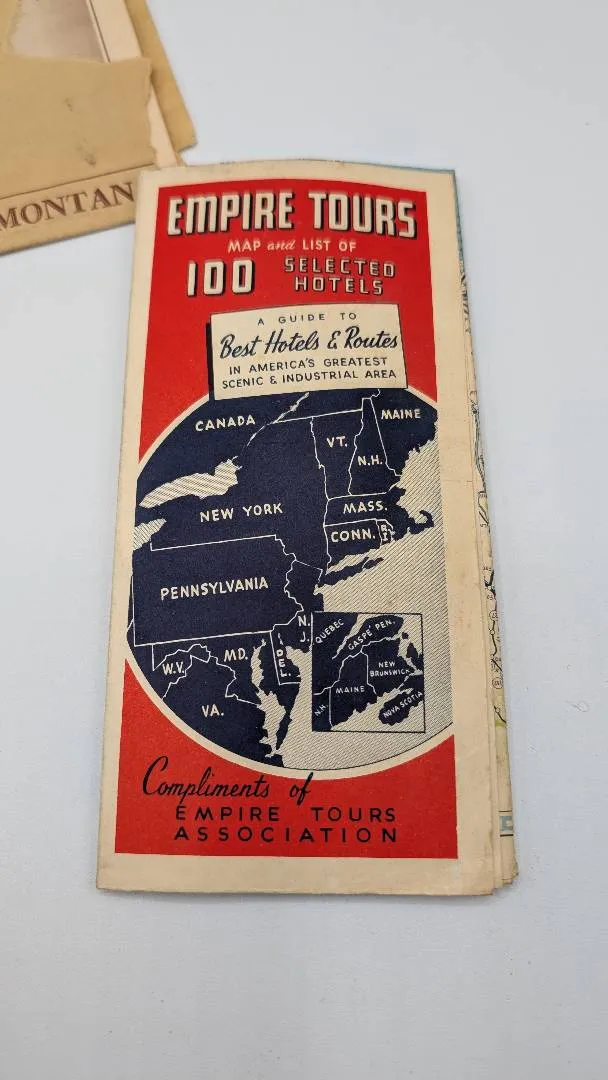 MONTAN
EMPIRE TOURS
MAP and LIST OF
100 SELECTED HOTELS
A GUIDE TO
Best Hotels & Routes
IN AMERICA'S GREATEST
SCENIC & INDUSTRIAL AREA
CANADA
MAINE
VT.
N.H.
NEW YORK
MASS.
CONN.
R.I.
PENNSYLVANIA
N.J.
MD.
DEL.
W.V.
VA.
QUEBEC
GASPÉ PEN.
NEW BRUNSWICK
MAINE
N.H.
NOVA SCOTIA
Compliments of
EMPIRE TOURS
ASSOCIATION